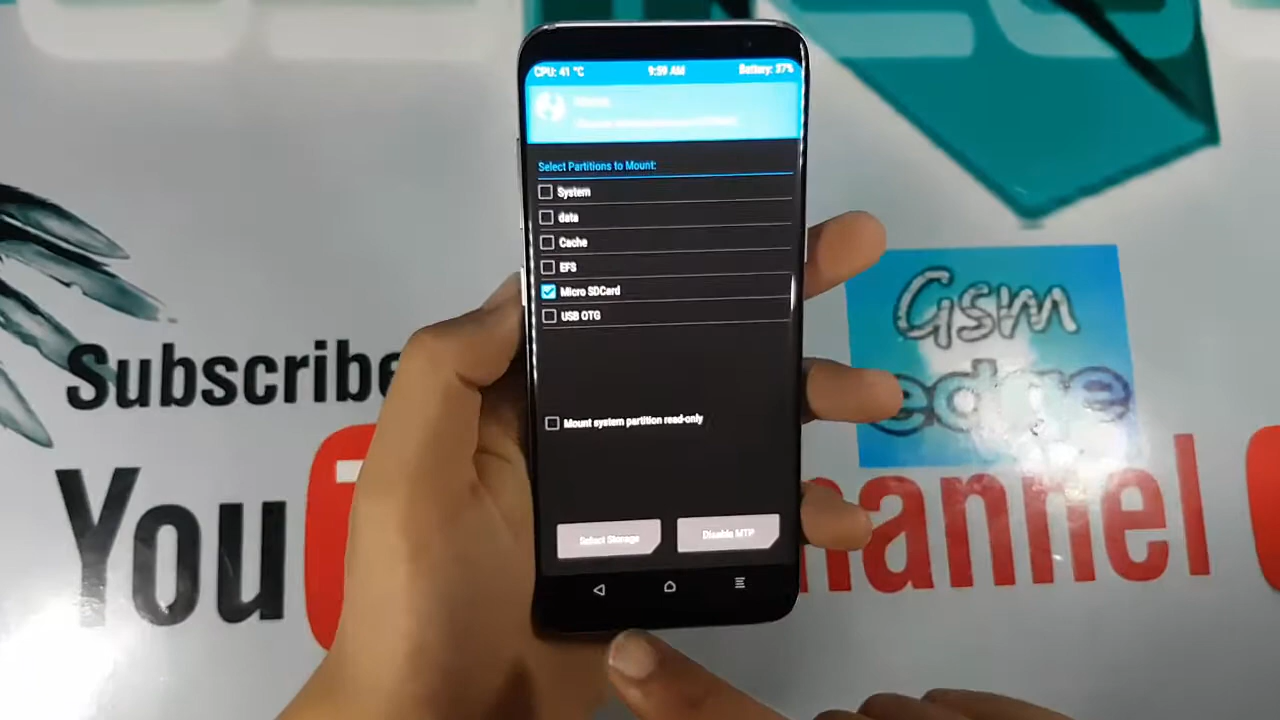 CPU: 41 °C 9:59 AM Battery: 37%
Select Partitions to Mount:
System
data
Cache
EFS
Micro SDCard
USB OTG
Mount system partition read-only
Select Storage Disable MTP
Subscribe
You
hannel
Gsm
edge